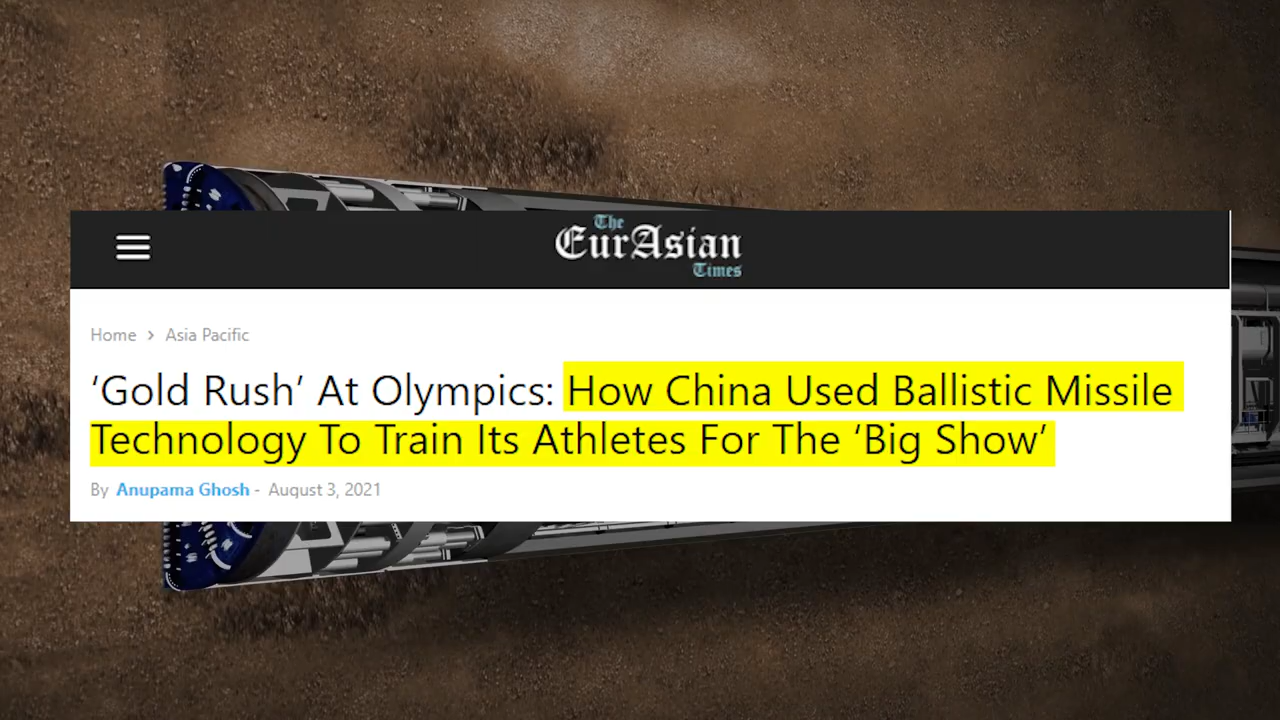 The
EurAsian
Times
Home > Asia Pacific
‘Gold Rush’ At Olympics: How China Used Ballistic Missile
Technology To Train Its Athletes For The ‘Big Show’
By Anupama Ghosh - August 3, 2021